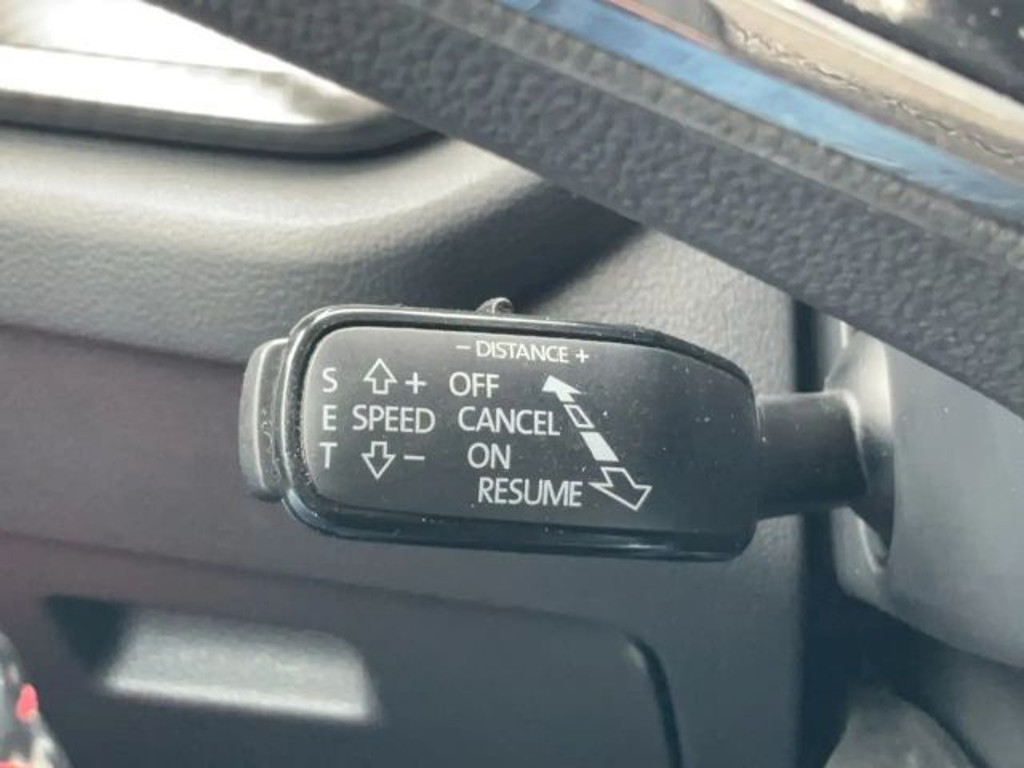 − DISTANCE +
S + OFF
E SPEED CANCEL
T − ON
RESUME